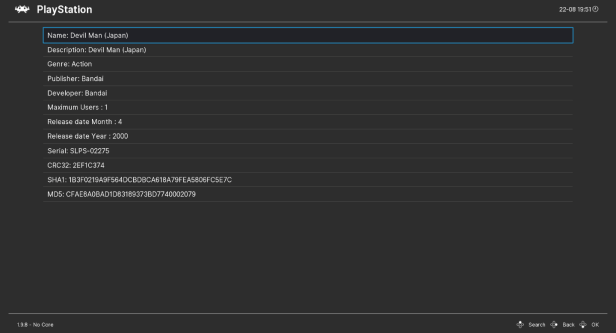 PlayStation
22-08 19:51
Name: Devil Man (Japan)
Description: Devil Man (Japan)
Genre: Action
Publisher: Bandai
Developer: Bandai
Maximum Users : 1
Release date Month : 4
Release date Year : 2000
Serial: SLPS-02275
CRC32: 2EF1C374
SHA1: 1B3F0219A9F564DCBDBCA618A79FEA5806FC5E7C
MD5: CFAE8A0BAD1D83189373BD7740002079
1.9.8 - No Core
Search Back OK